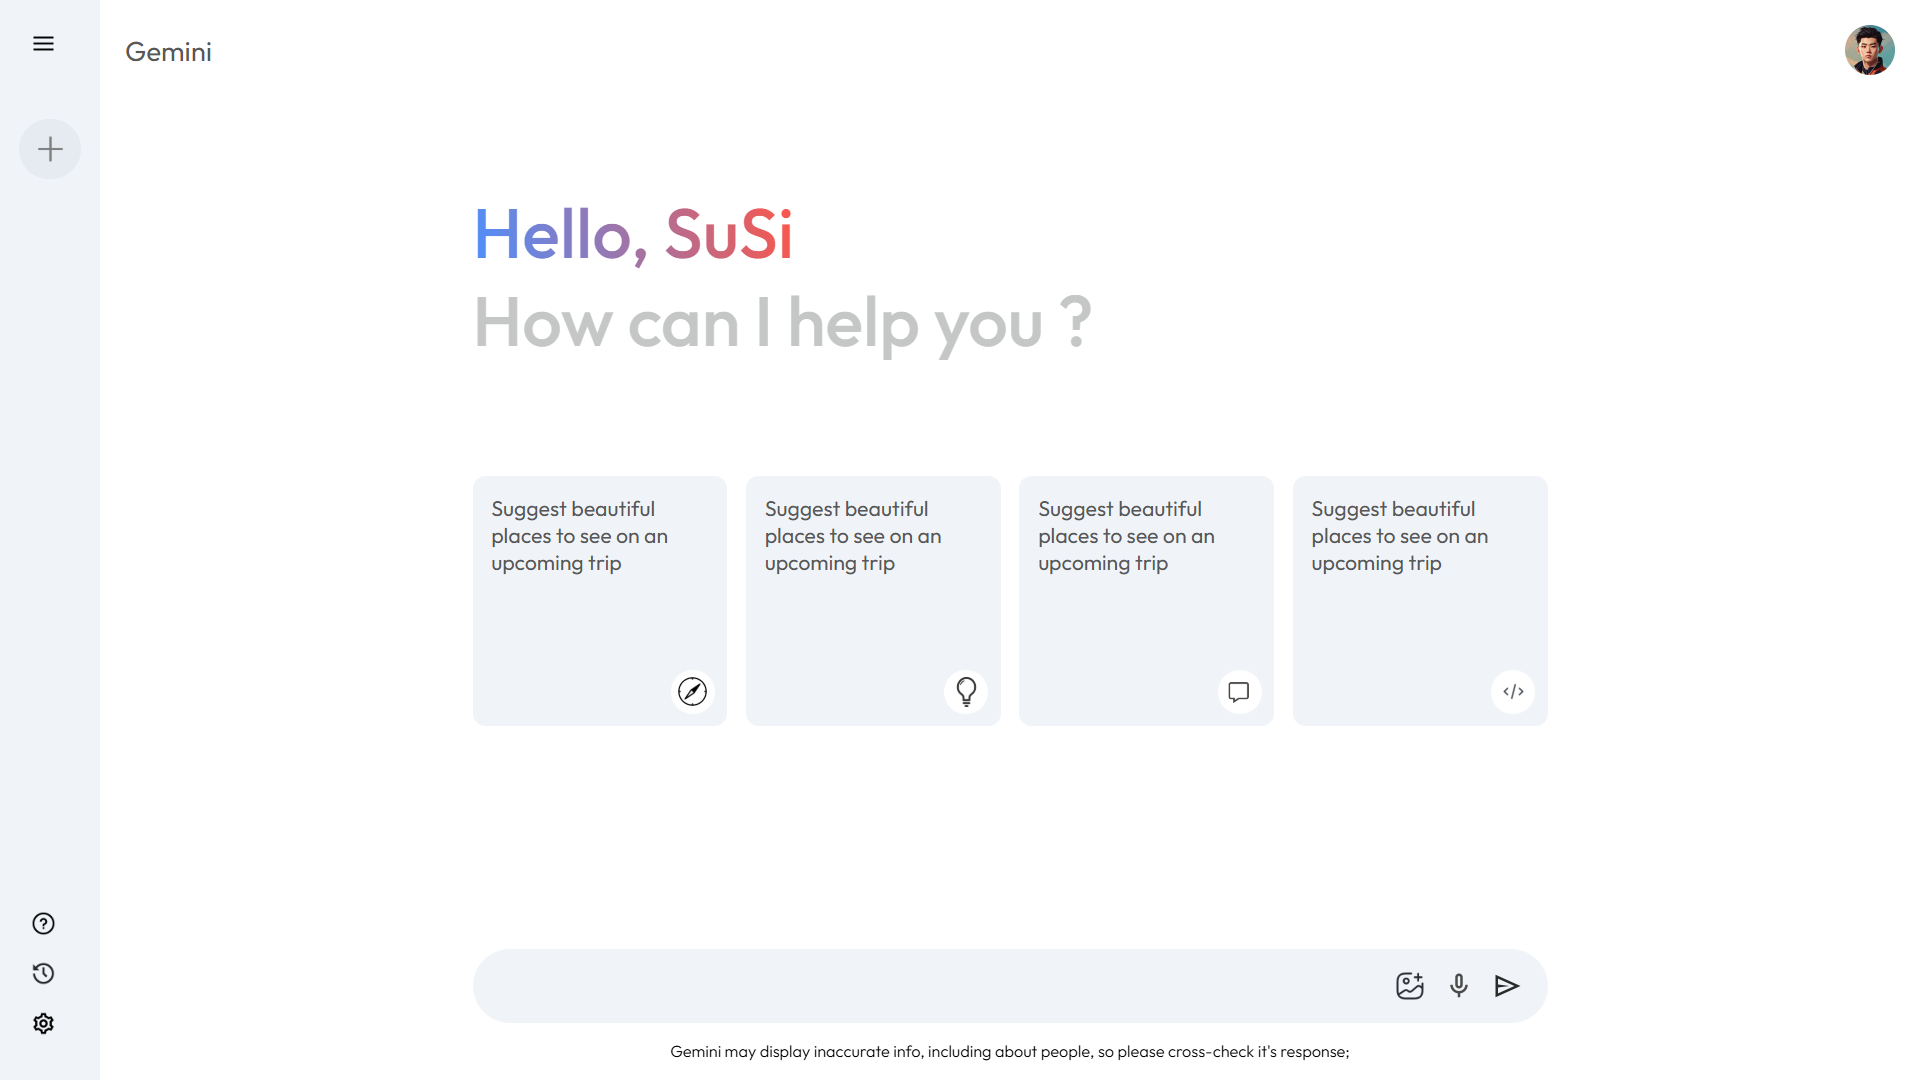 Gemini
Hello, SuSi
How can I help you ?
Suggest beautiful
places to see on an
upcoming trip
Suggest beautiful
places to see on an
upcoming trip
Suggest beautiful
places to see on an
upcoming trip
Suggest beautiful
places to see on an
upcoming trip
Gemini may display inaccurate info, including about people, so please cross-check it's response;